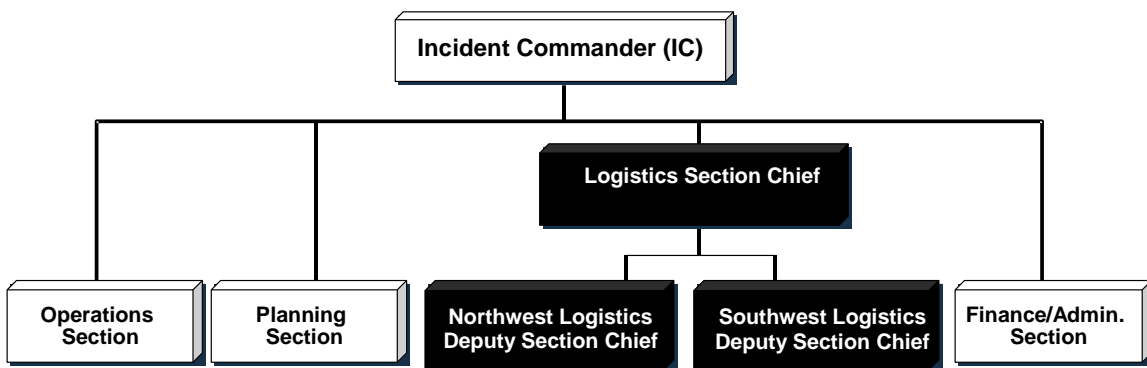 Incident Commander (IC)
Logistics Section Chief
Operations
Section
Planning
Section
Northwest Logistics
Deputy Section Chief
Southwest Logistics
Deputy Section Chief
Finance/Admin.
Section